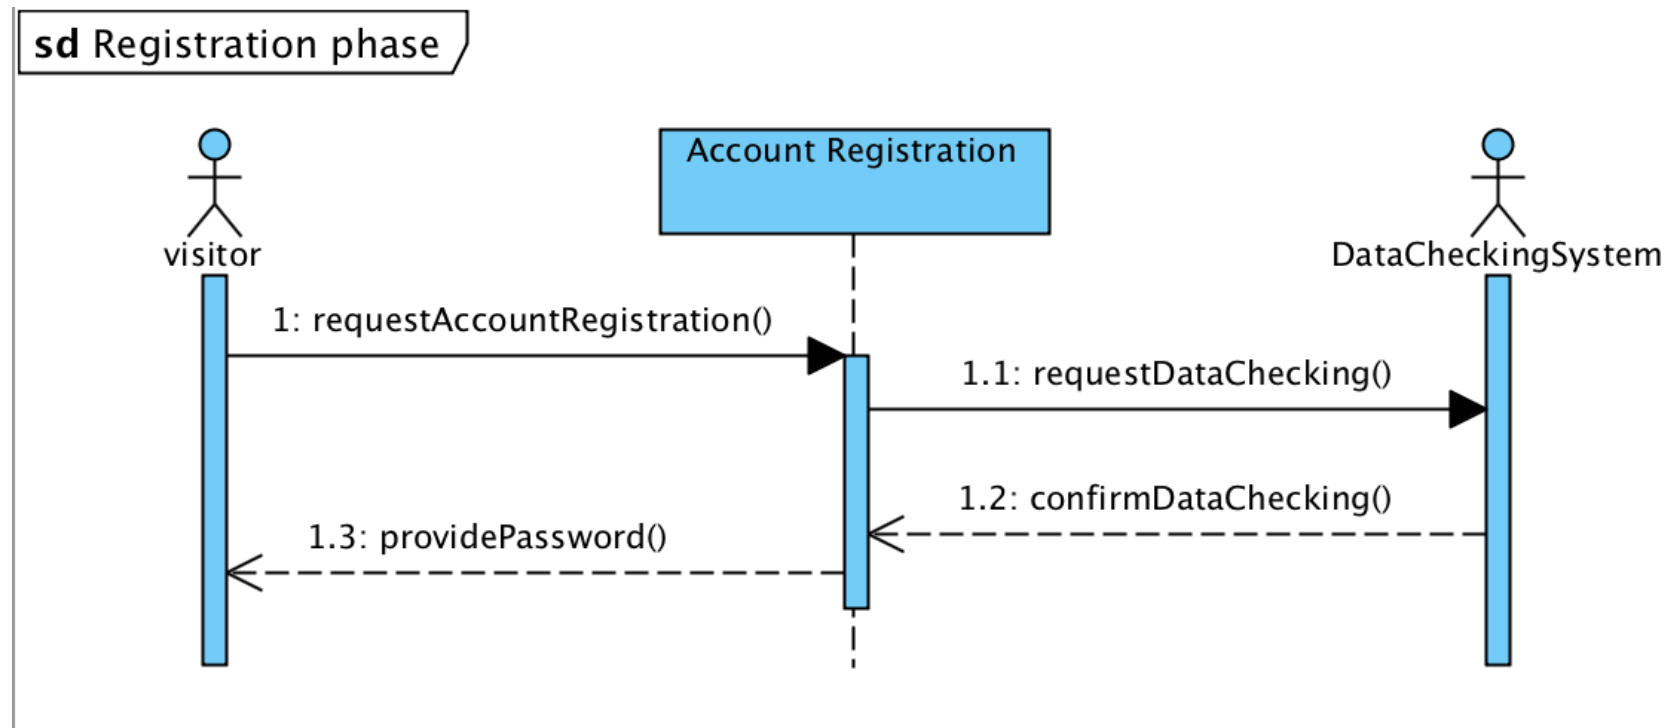 sd Registration phase
Account Registration
visitor
DataCheckingSystem
1: requestAccountRegistration()
1.1: requestDataChecking()
1.2: confirmDataChecking()
1.3: providePassword()